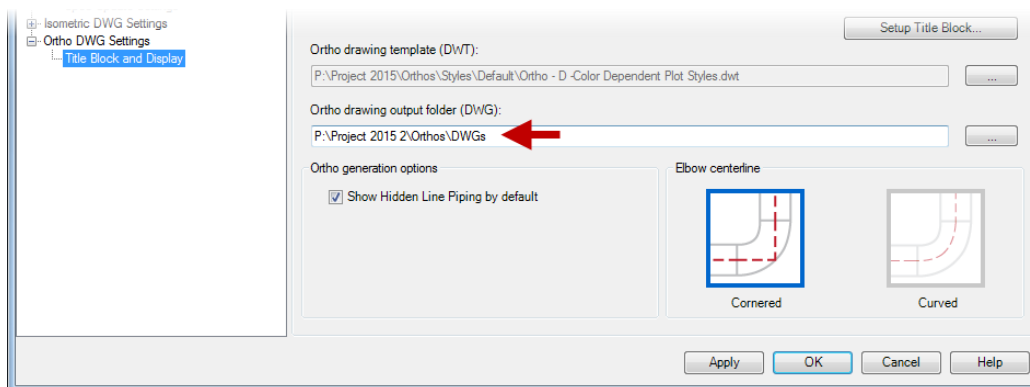 Isometric DWG Settings
Ortho DWG Settings
Title Block and Display
Setup Title Block...
Ortho drawing template (DWT):
P:\Project 2015\Orthos\Styles\Default\Ortho - D -Color Dependent Plot Styles.dwt
...
Ortho drawing output folder (DWG):
P:\Project 2015 2\Orthos\DWGs
...
Ortho generation options
Show Hidden Line Piping by default
Elbow centerline
Cornered
Curved
Apply
OK
Cancel
Help